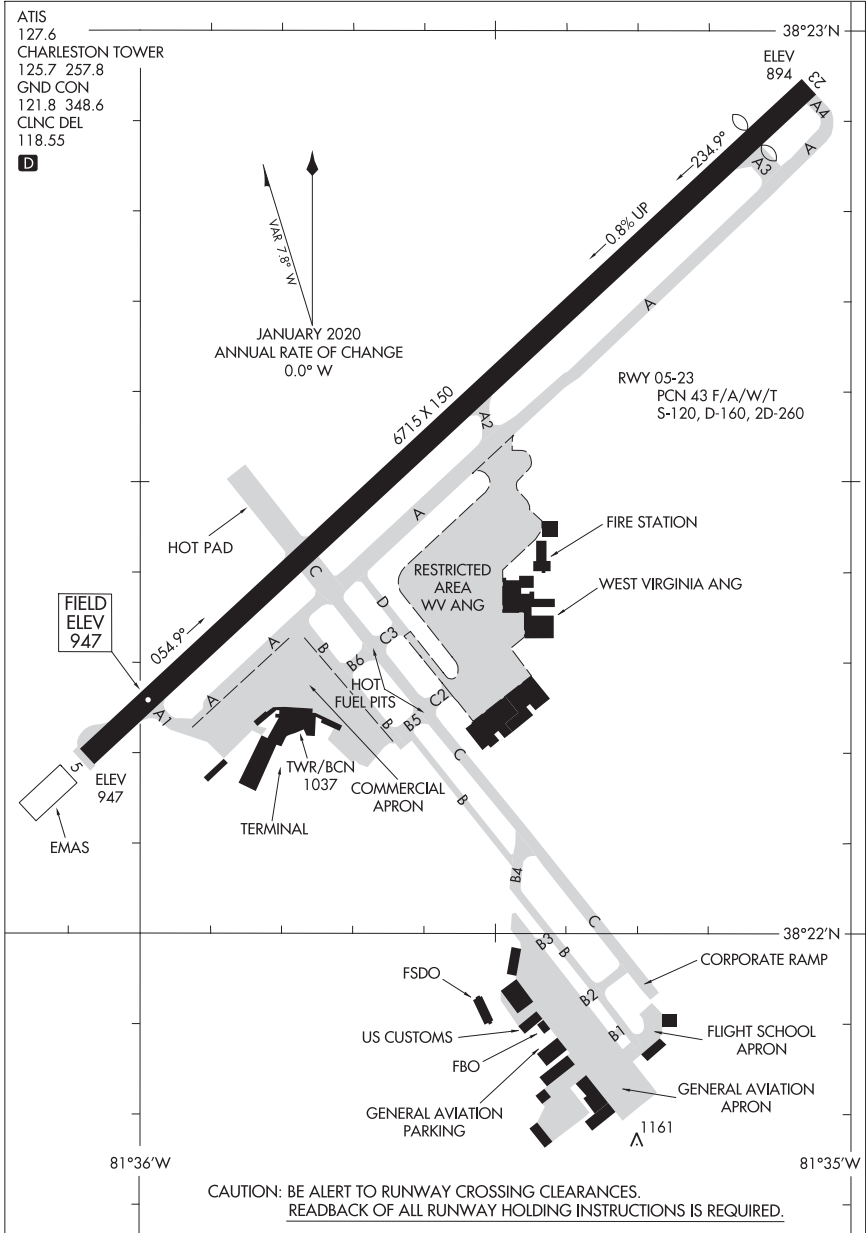 ATIS
127.6
CHARLESTON TOWER
125.7 257.8
GND CON
121.8 348.6
CLNC DEL
118.55
D
38°23'N
ELEV
894
23
A4
A
A3
234.9°
0.8% UP
VAR 7.8° W
JANUARY 2020
ANNUAL RATE OF CHANGE
0.0° W
A
RWY 05-23
PCN 43 F/A/W/T
S-120, D-160, 2D-260
6715 X 150
A2
A
HOT PAD
FIRE STATION
C
RESTRICTED
AREA
WV ANG
WEST VIRGINIA ANG
FIELD
ELEV
947
054.9°
D
A
B
C3
B6
A
HOT
FUEL PITS
C2
A1
B
B5
5
ELEV
947
TWR/BCN
1037
COMMERCIAL
APRON
C
B
TERMINAL
EMAS
B4
C
38°22'N
B3
B
CORPORATE RAMP
FSDO
B2
US CUSTOMS
B1
FLIGHT SCHOOL
APRON
FBO
GENERAL AVIATION
APRON
GENERAL AVIATION
PARKING
1161
81°36'W
81°35'W
CAUTION: BE ALERT TO RUNWAY CROSSING CLEARANCES.
READBACK OF ALL RUNWAY HOLDING INSTRUCTIONS IS REQUIRED.